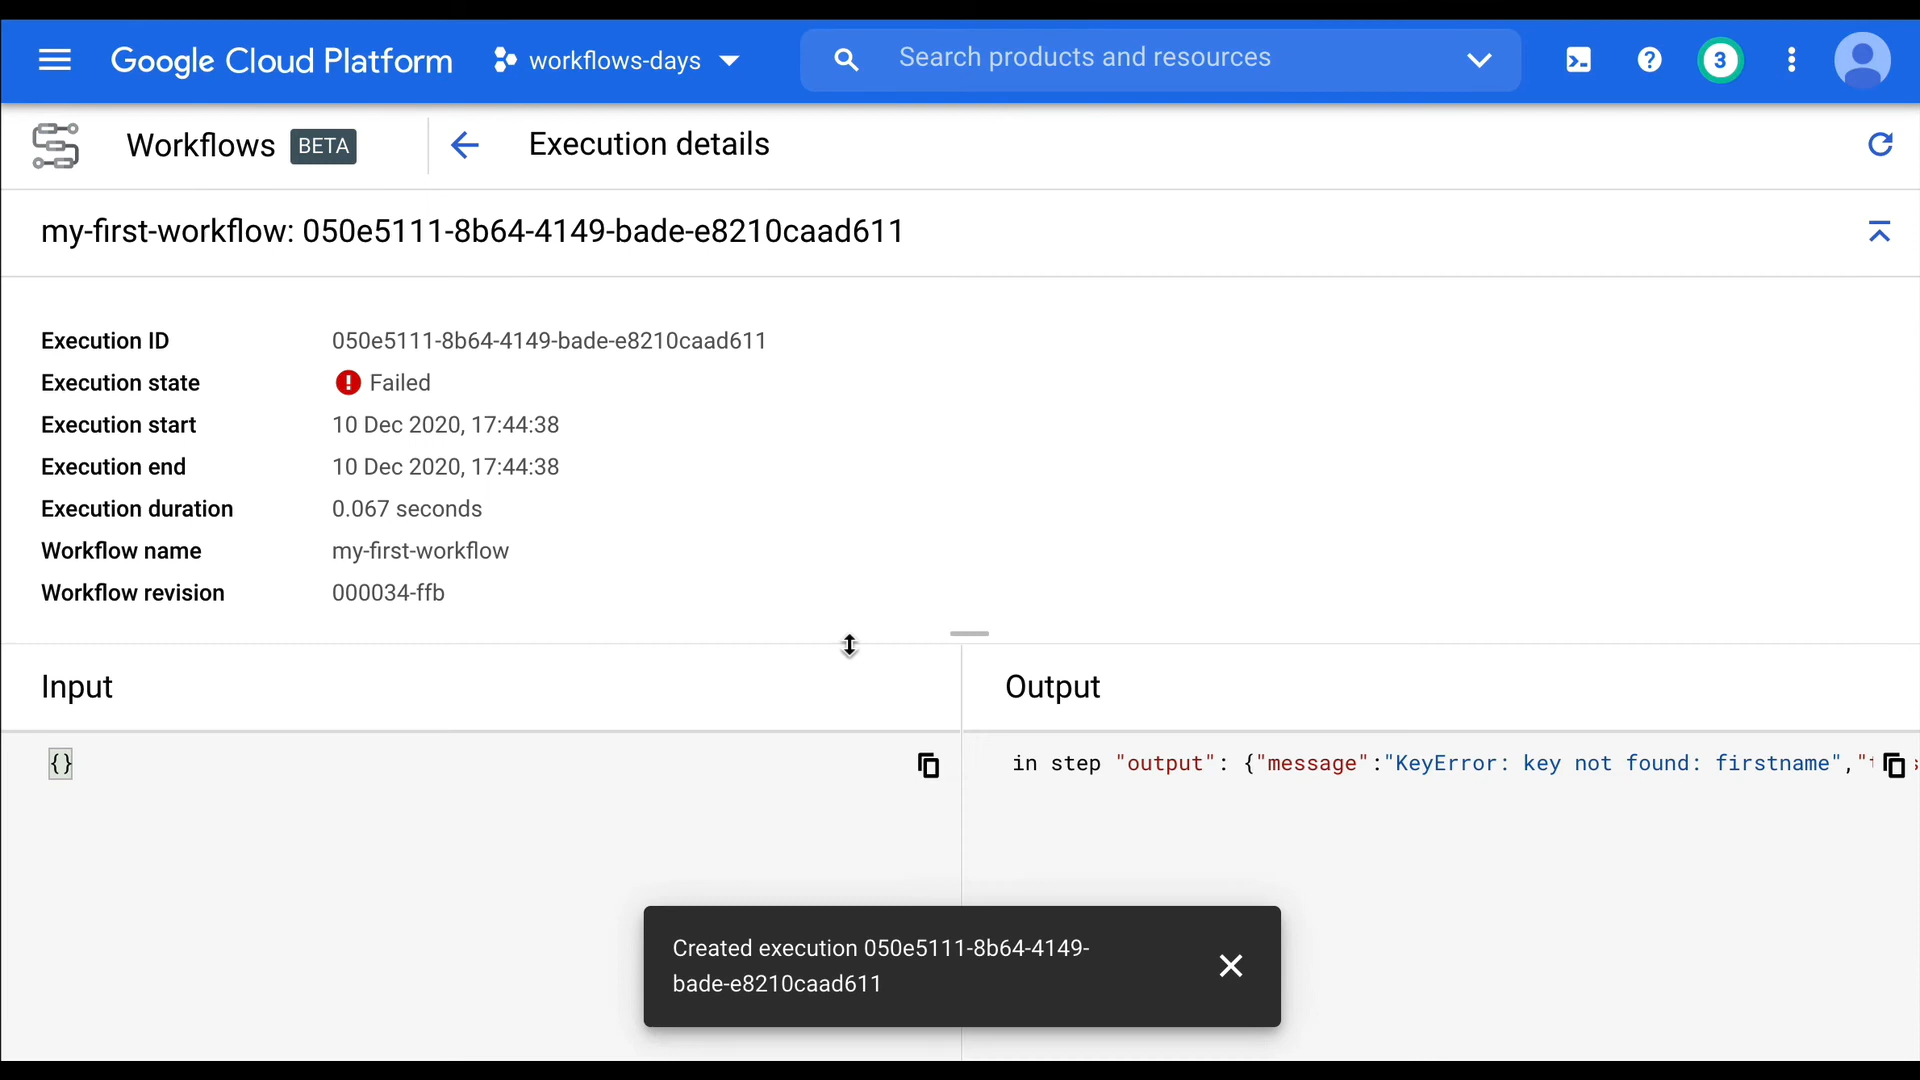 Google Cloud Platform workflows-days Search products and resources 3
Workflows BETA Execution details
my-first-workflow: 050e5111-8b64-4149-bade-e8210caad611
Execution ID 050e5111-8b64-4149-bade-e8210caad611
Execution state Failed
Execution start 10 Dec 2020, 17:44:38
Execution end 10 Dec 2020, 17:44:38
Execution duration 0.067 seconds
Workflow name my-first-workflow
Workflow revision 000034-ffb
Input
Output
{}
in step "output": {"message":"KeyError: key not found: firstname","
Created execution 050e5111-8b64-4149-
bade-e8210caad611